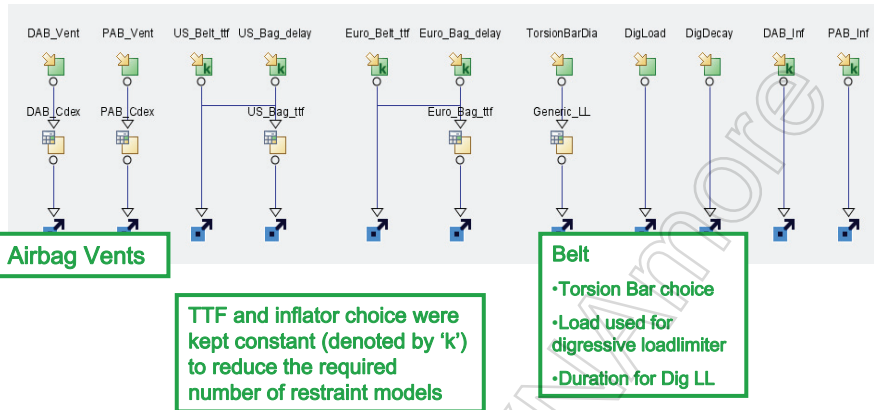 DAB_Vent PAB_Vent US_Belt_ttf US_Bag_delay Euro_Belt_ttf Euro_Bag_delay TorsionBarDia DigLoad DigDecay DAB_Inf PAB_Inf
k k k k k k
DAB_Cdex PAB_Cdex US_Bag_ttf Euro_Bag_ttf Generic_LL
Airbag Vents
TTF and inflator choice were
kept constant (denoted by ‘k’)
to reduce the required
number of restraint models
Belt
•Torsion Bar choice
•Load used for
digressive loadlimiter
•Duration for Dig LL